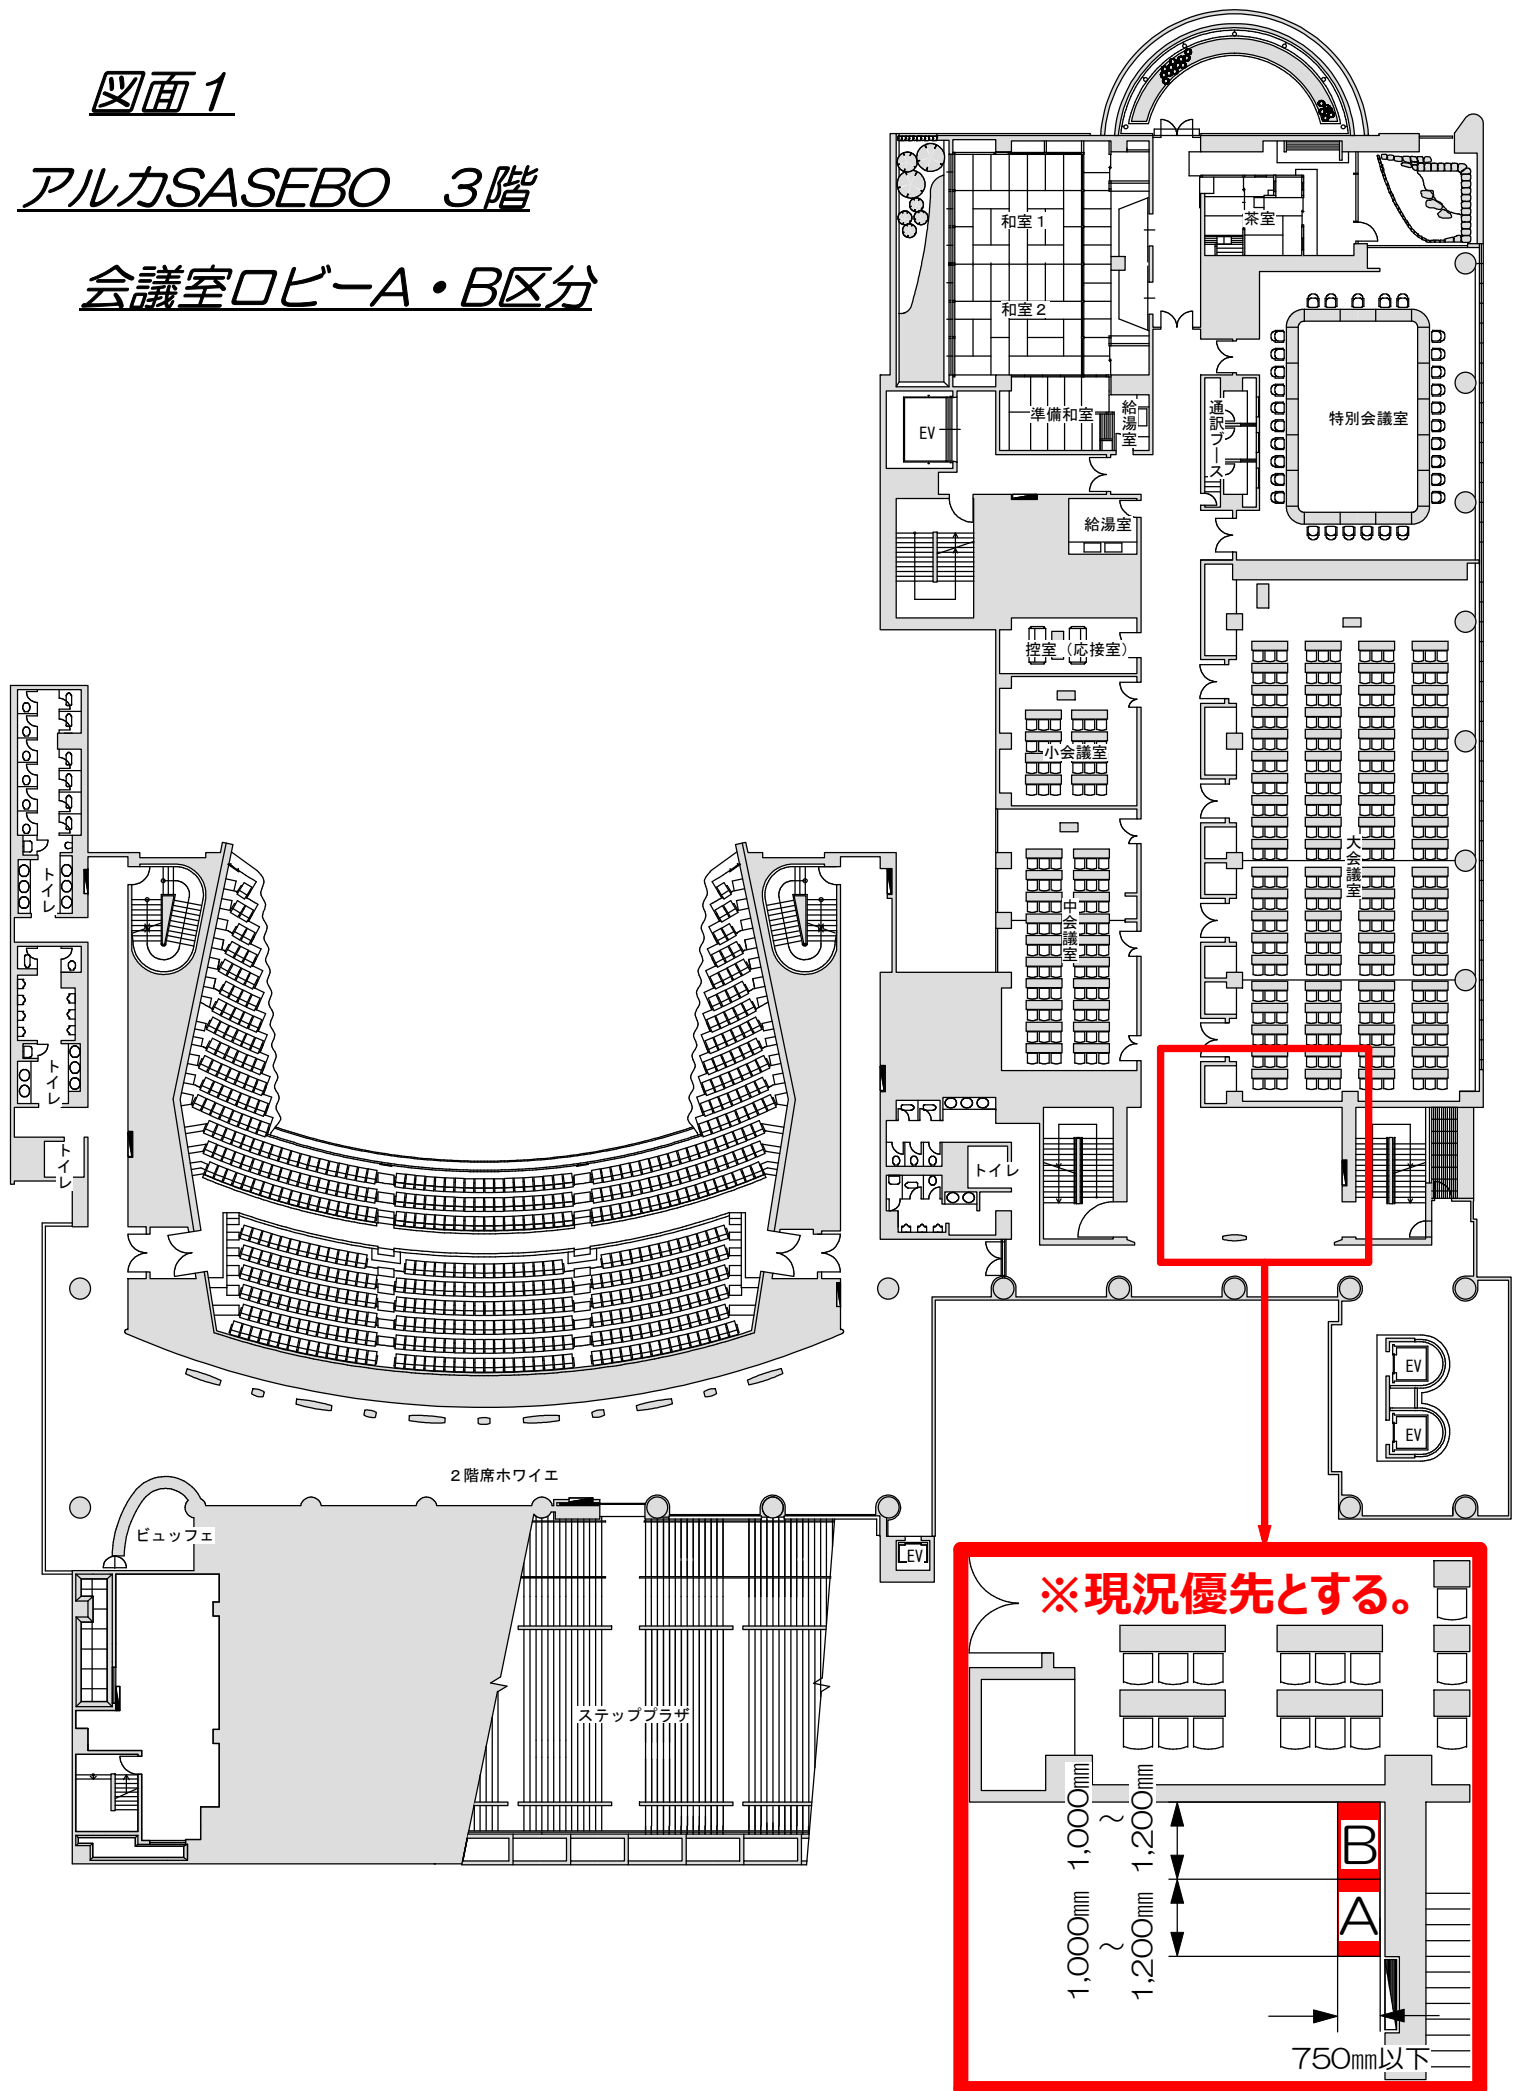 図面１
アルカSASEBO　３階
会議室ロビーA・B区分
和室１
茶室
和室２
準備和室
給湯室
通訳ブース
特別会議室
EV
給湯室
控室（応接室）
小会議室
大会議室
中会議室
トイレ
トイレ
トイレ
トイレ
２階席ホワイエ
ビュッフェ
EV
EV
EV
ステッププラザ
※現況優先とする。
1,000㎜～1,200㎜
B
1,000㎜～1,200㎜
A
750㎜以下